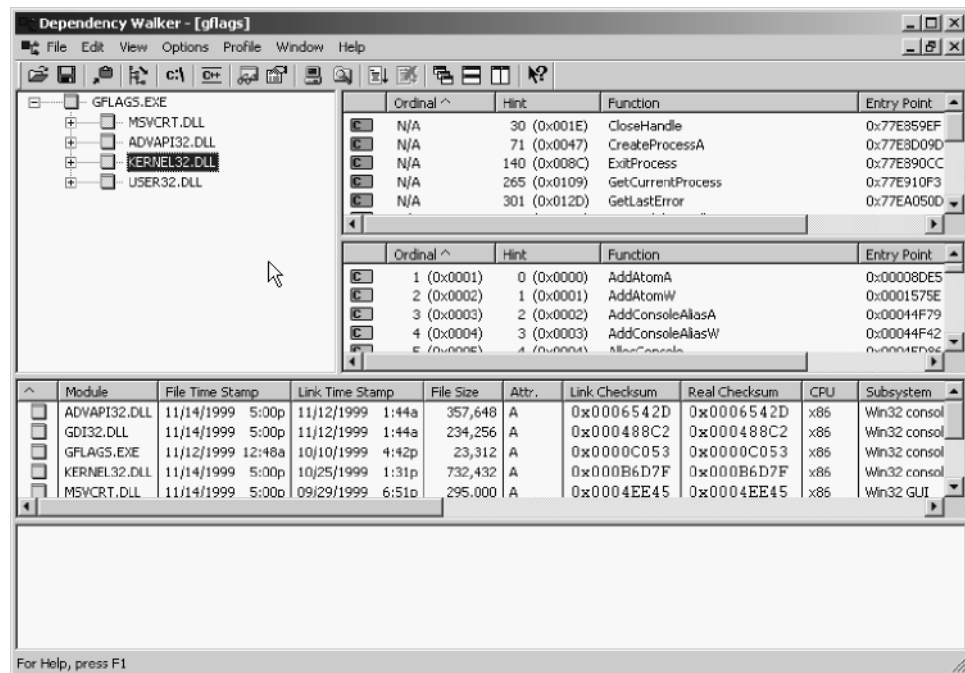 Dependency Walker - [gflags]
File Edit View Options Profile Window Help
c:\ C++
GFLAGS.EXE
MSVCRT.DLL
ADVAPI32.DLL
KERNEL32.DLL
USER32.DLL
Ordinal ^ Hint Function Entry Point
C N/A 30 (0x001E) CloseHandle 0x77E859EF
C N/A 71 (0x0047) CreateProcessA 0x77E8D09D
C N/A 140 (0x008C) ExitProcess 0x77E890CC
C N/A 265 (0x0109) GetCurrentProcess 0x77E910F3
C N/A 301 (0x012D) GetLastError 0x77EA050D
Ordinal ^ Hint Function Entry Point
C 1 (0x0001) 0 (0x0000) AddAtomA 0x00008DE5
C 2 (0x0002) 1 (0x0001) AddAtomW 0x0001575E
C 3 (0x0003) 2 (0x0002) AddConsoleAliasA 0x00044F79
C 4 (0x0004) 3 (0x0003) AddConsoleAliasW 0x00044F42
C 5 (0x0005) 4 (0x0004) AllocConsole
^ Module File Time Stamp Link Time Stamp File Size Attr. Link Checksum Real Checksum CPU Subsystem
ADVAPI32.DLL 11/14/1999 5:00p 11/12/1999 1:44a 357,648 A 0x0006542D 0x0006542D x86 Win32 consol
GDI32.DLL 11/14/1999 5:00p 11/12/1999 1:44a 234,256 A 0x000488C2 0x000488C2 x86 Win32 consol
GFLAGS.EXE 11/12/1999 12:48a 10/10/1999 4:42p 23,312 A 0x0000C053 0x0000C053 x86 Win32 consol
KERNEL32.DLL 11/14/1999 5:00p 10/25/1999 1:31p 732,432 A 0x000B6D7F 0x000B6D7F x86 Win32 consol
MSVCRT.DLL 11/14/1999 5:00p 09/29/1999 6:51p 295,000 A 0x0004EE45 0x0004EE45 x86 Win32 GUI
For Help, press F1